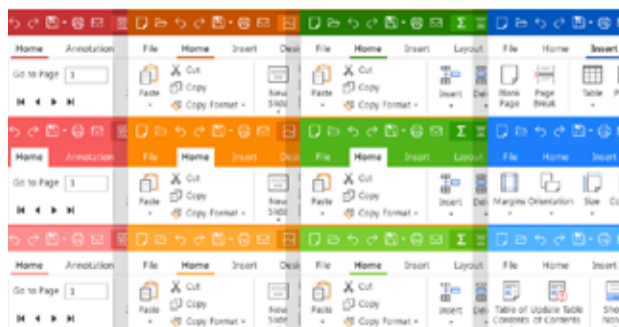 Home Annotation File Home Insert File Home Insert Layout File Home Insert
Go to Page 1 Paste Cut Copy Copy Format New Slide Paste Cut Copy Copy Format Insert Blank Page Page Break Table
Home Annotation File Home Insert File Home Insert Layout File Home Insert
Go to Page 1 Paste Cut Copy Copy Format New Slide Paste Cut Copy Copy Format Insert Margins Orientation Size
Home Annotation File Home Insert File Home Insert Layout File Home Insert
Go to Page 1 Paste Cut Copy Copy Format New Slide Paste Cut Copy Copy Format Insert Table of Contents Update Table of Contents